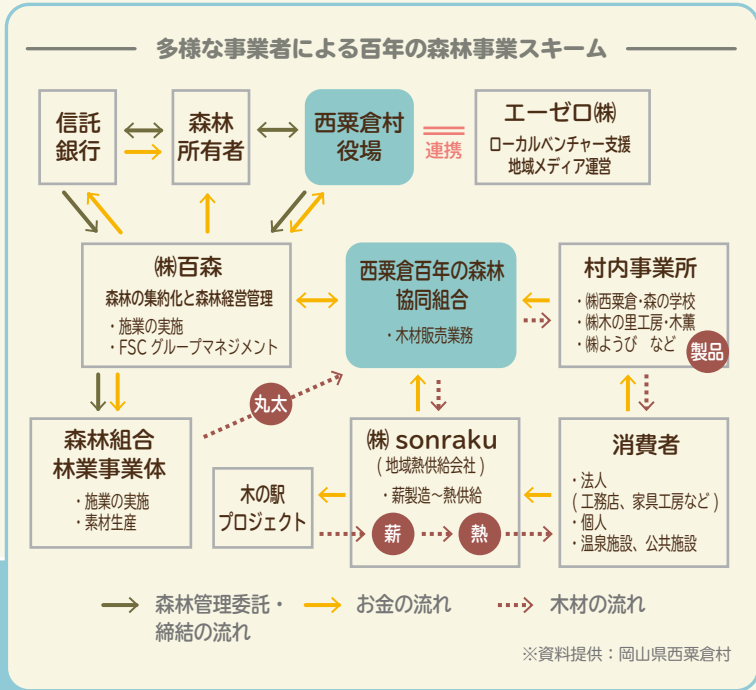 多様な事業者による百年の森林事業スキーム
信託
銀行
森林
所有者
西粟倉村
役場
連携
エーゼロ㈱
ローカルベンチャー支援
地域メディア運営
㈱百森
森林の集約化と森林経営管理
・施業の実施
・FSC グループマネジメント
西粟倉百年の森林
協同組合
・木材販売業務
村内事業所
・㈱西粟倉・森の学校
・㈱木の里工房・木薫
・㈱ようび など
製品
丸太
森林組合
林業事業体
・施業の実施
・素材生産
木の駅
プロジェクト
㈱ sonraku
( 地域熱供給会社 )
・薪製造～熱供給
薪
熱
消費者
・法人
( 工務店、家具工房など )
・個人
・温泉施設、公共施設
森林管理委託・
締結の流れ
お金の流れ
木材の流れ
※資料提供：岡山県西粟倉村